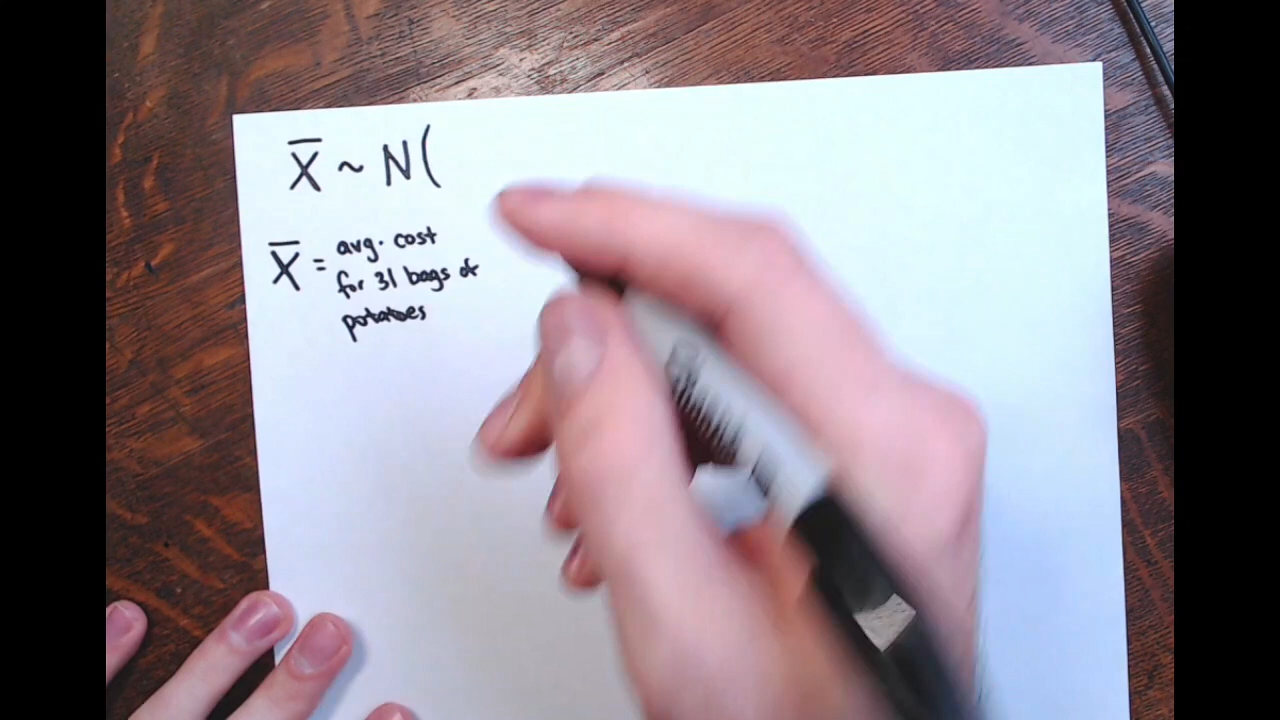 X̄ ~ N(
X̄ = avg. cost
for 31 bags of
potatoes